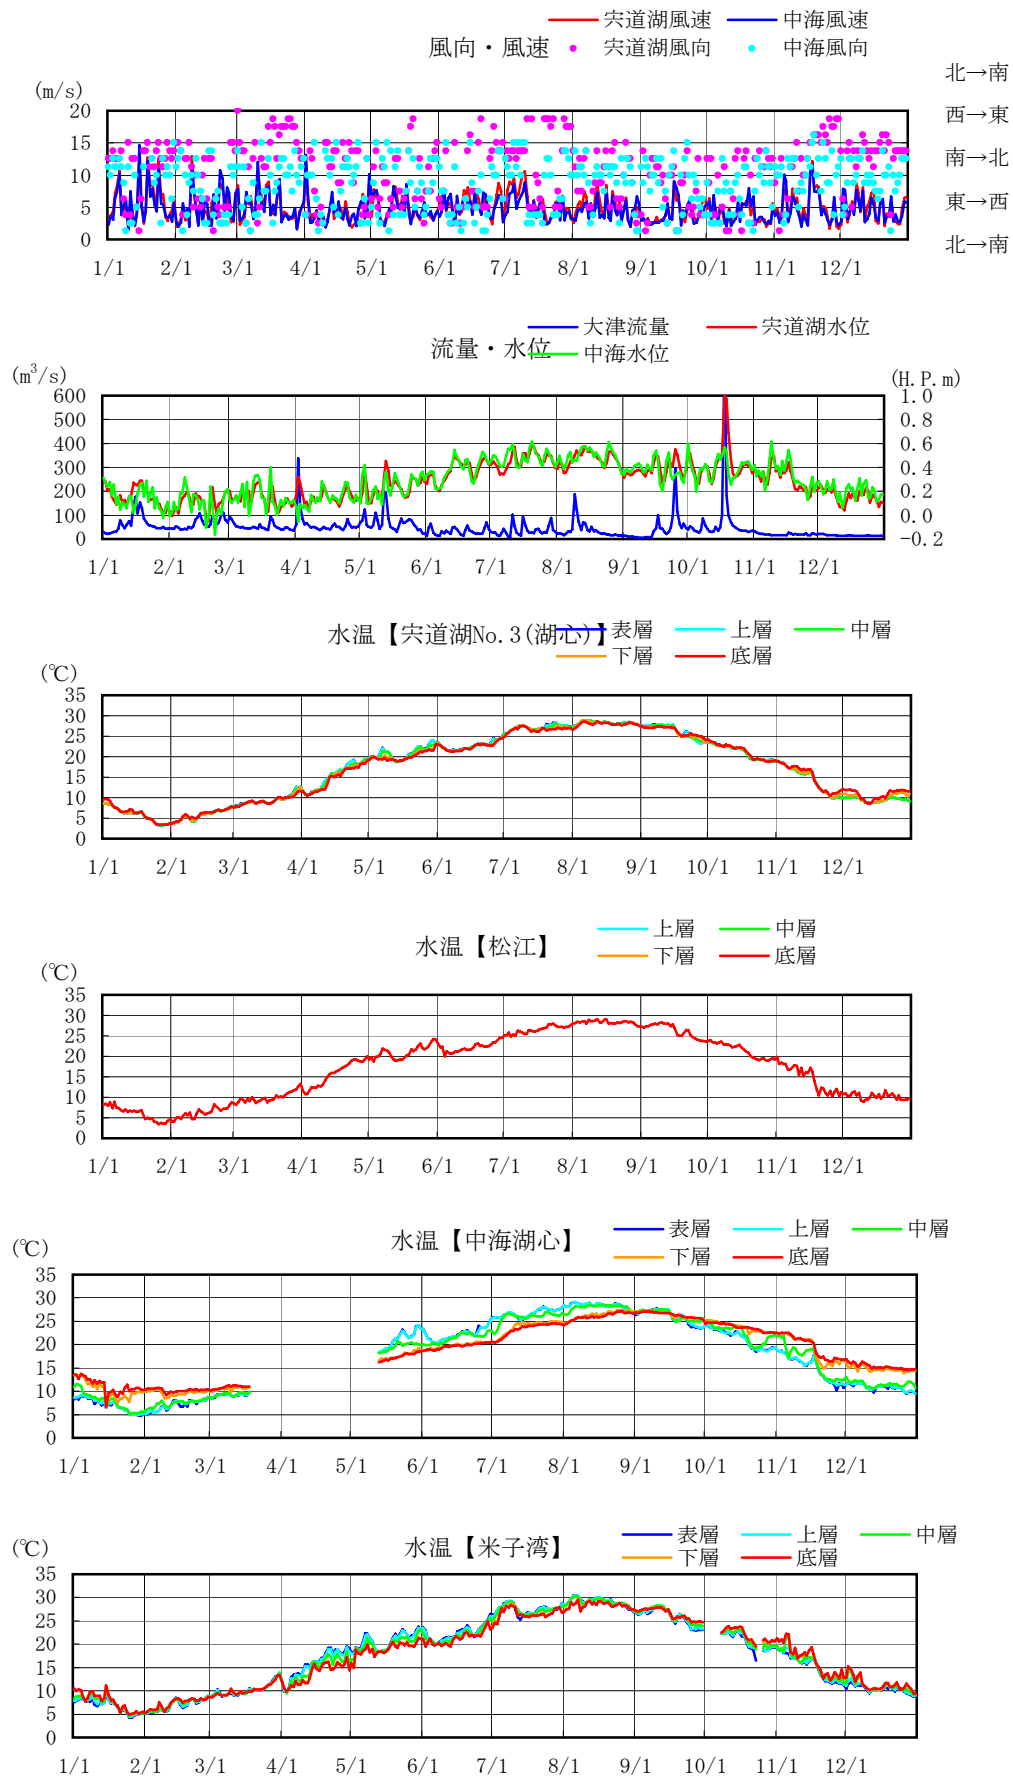 宍道湖風速 中海風速
風向・風速 宍道湖風向 中海風向
(m/s)
北→南
西→東
南→北
東→西
北→南
20
15
10
5
0
1/1 2/1 3/1 4/1 5/1 6/1 7/1 8/1 9/1 10/1 11/1 12/1
大津流量 宍道湖水位
流量・水位 中海水位
(m³/s) (H.P.m)
600 1.0
500 0.8
400 0.6
300 0.4
200 0.2
100 0.0
0 -0.2
1/1 2/1 3/1 4/1 5/1 6/1 7/1 8/1 9/1 10/1 11/1 12/1
水温【宍道湖No.3(湖心)】 表層 上層 中層
下層 底層
(℃)
35
30
25
20
15
10
5
0
1/1 2/1 3/1 4/1 5/1 6/1 7/1 8/1 9/1 10/1 11/1 12/1
水温【松江】 上層 中層
下層 底層
(℃)
35
30
25
20
15
10
5
0
1/1 2/1 3/1 4/1 5/1 6/1 7/1 8/1 9/1 10/1 11/1 12/1
水温【中海湖心】 表層 上層 中層
下層 底層
(℃)
35
30
25
20
15
10
5
0
1/1 2/1 3/1 4/1 5/1 6/1 7/1 8/1 9/1 10/1 11/1 12/1
水温【米子湾】 表層 上層 中層
下層 底層
(℃)
35
30
25
20
15
10
5
0
1/1 2/1 3/1 4/1 5/1 6/1 7/1 8/1 9/1 10/1 11/1 12/1